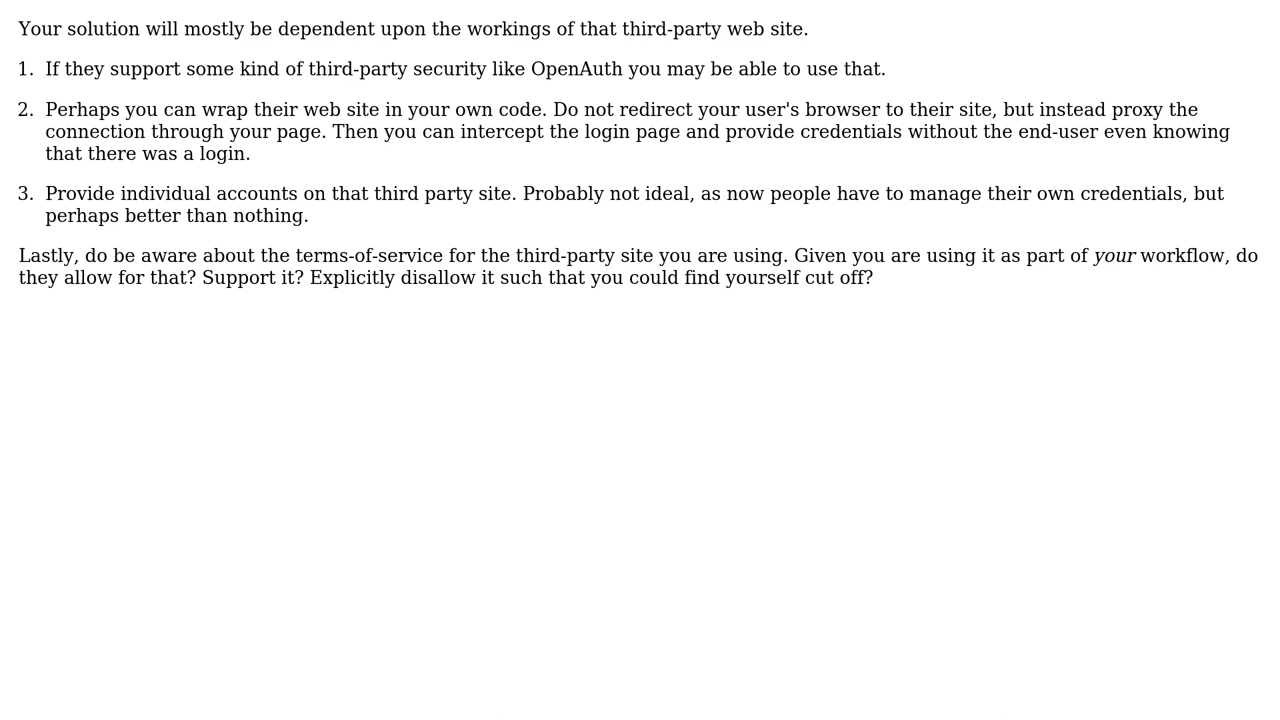 Your solution will mostly be dependent upon the workings of that third-party web site.
1. If they support some kind of third-party security like OpenAuth you may be able to use that.
2. Perhaps you can wrap their web site in your own code. Do not redirect your user's browser to their site, but instead proxy the
connection through your page. Then you can intercept the login page and provide credentials without the end-user even knowing
that there was a login.
3. Provide individual accounts on that third party site. Probably not ideal, as now people have to manage their own credentials, but
perhaps better than nothing.
Lastly, do be aware about the terms-of-service for the third-party site you are using. Given you are using it as part of your workflow, do
they allow for that? Support it? Explicitly disallow it such that you could find yourself cut off?